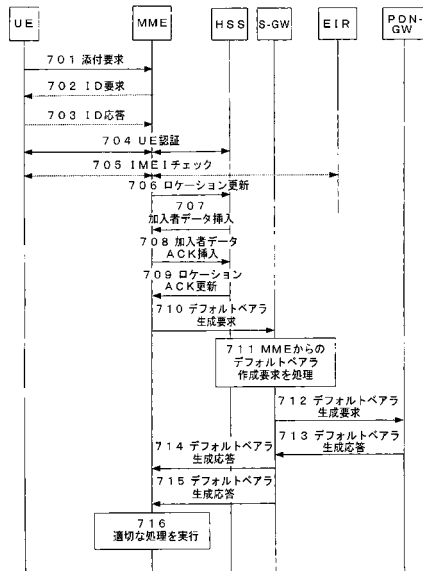 UE
MME
HSS
S-GW
EIR
PDN-
GW
701 添付要求
702 ID要求
703 ID応答
704 UE認証
705 IMEIチェック
706 ロケーション更新
707
加入者データ挿入
708 加入者データ
ACK挿入
709 ロケーション
ACK更新
710 デフォルトベアラ
生成要求
711 MMEからの
デフォルトベアラ
作成要求を処理
712 デフォルトベアラ
生成要求
713 デフォルトベアラ
生成応答
714 デフォルトベアラ
生成応答
715 デフォルトベアラ
生成応答
716
適切な処理を実行